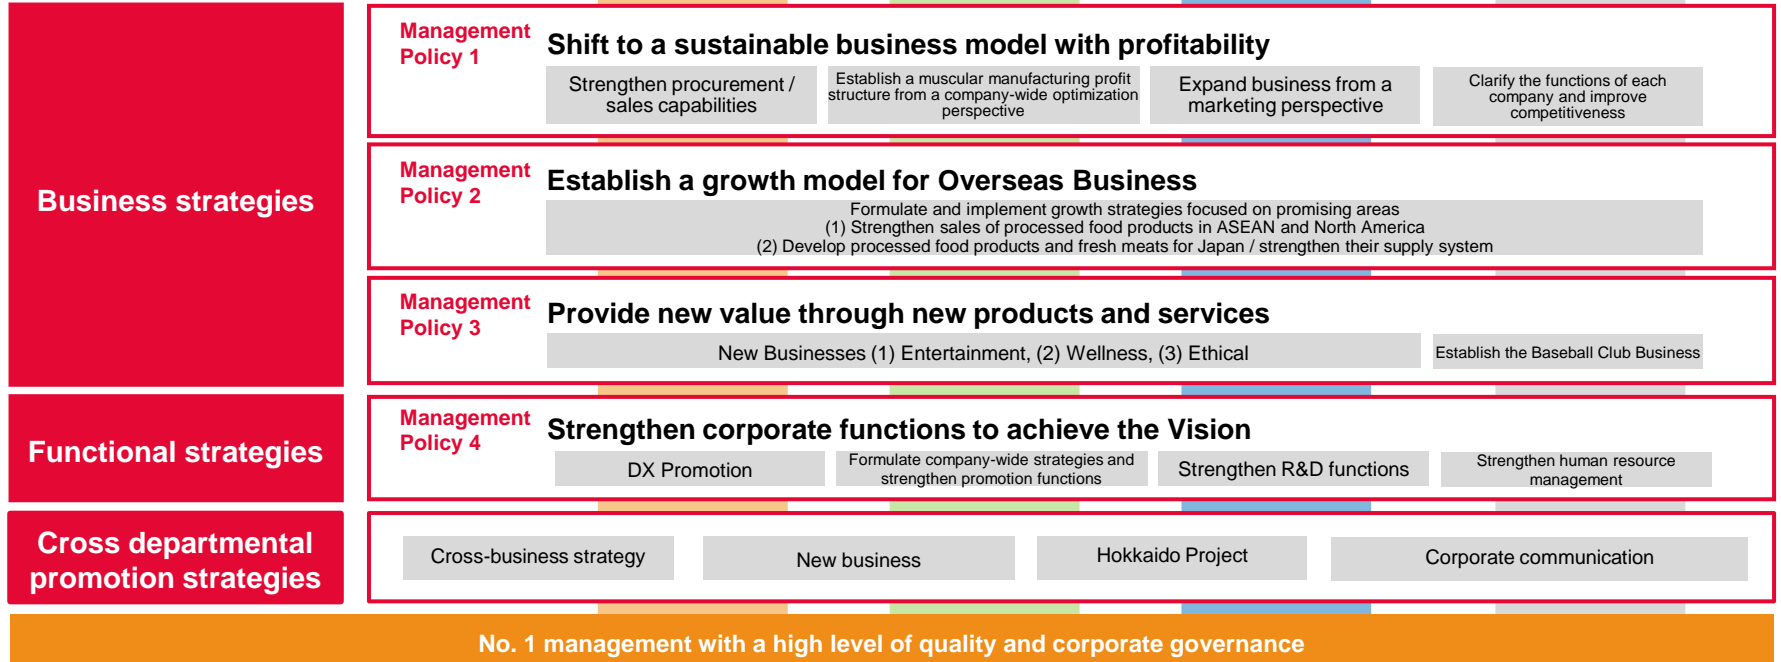 Business strategies
Management
Policy 1
Shift to a sustainable business model with profitability
Strengthen procurement /
sales capabilities
Establish a muscular manufacturing profit
structure from a company-wide optimization
perspective
Expand business from a
marketing perspective
Clarify the functions of each
company and improve
competitiveness
Management
Policy 2
Establish a growth model for Overseas Business
Formulate and implement growth strategies focused on promising areas
(1) Strengthen sales of processed food products in ASEAN and North America
(2) Develop processed food products and fresh meats for Japan / strengthen their supply system
Management
Policy 3
Provide new value through new products and services
New Businesses (1) Entertainment, (2) Wellness, (3) Ethical
Establish the Baseball Club Business
Functional strategies
Management
Policy 4
Strengthen corporate functions to achieve the Vision
DX Promotion
Formulate company-wide strategies and
strengthen promotion functions
Strengthen R&D functions
Strengthen human resource
management
Cross departmental
promotion strategies
Cross-business strategy
New business
Hokkaido Project
Corporate communication
No. 1 management with a high level of quality and corporate governance